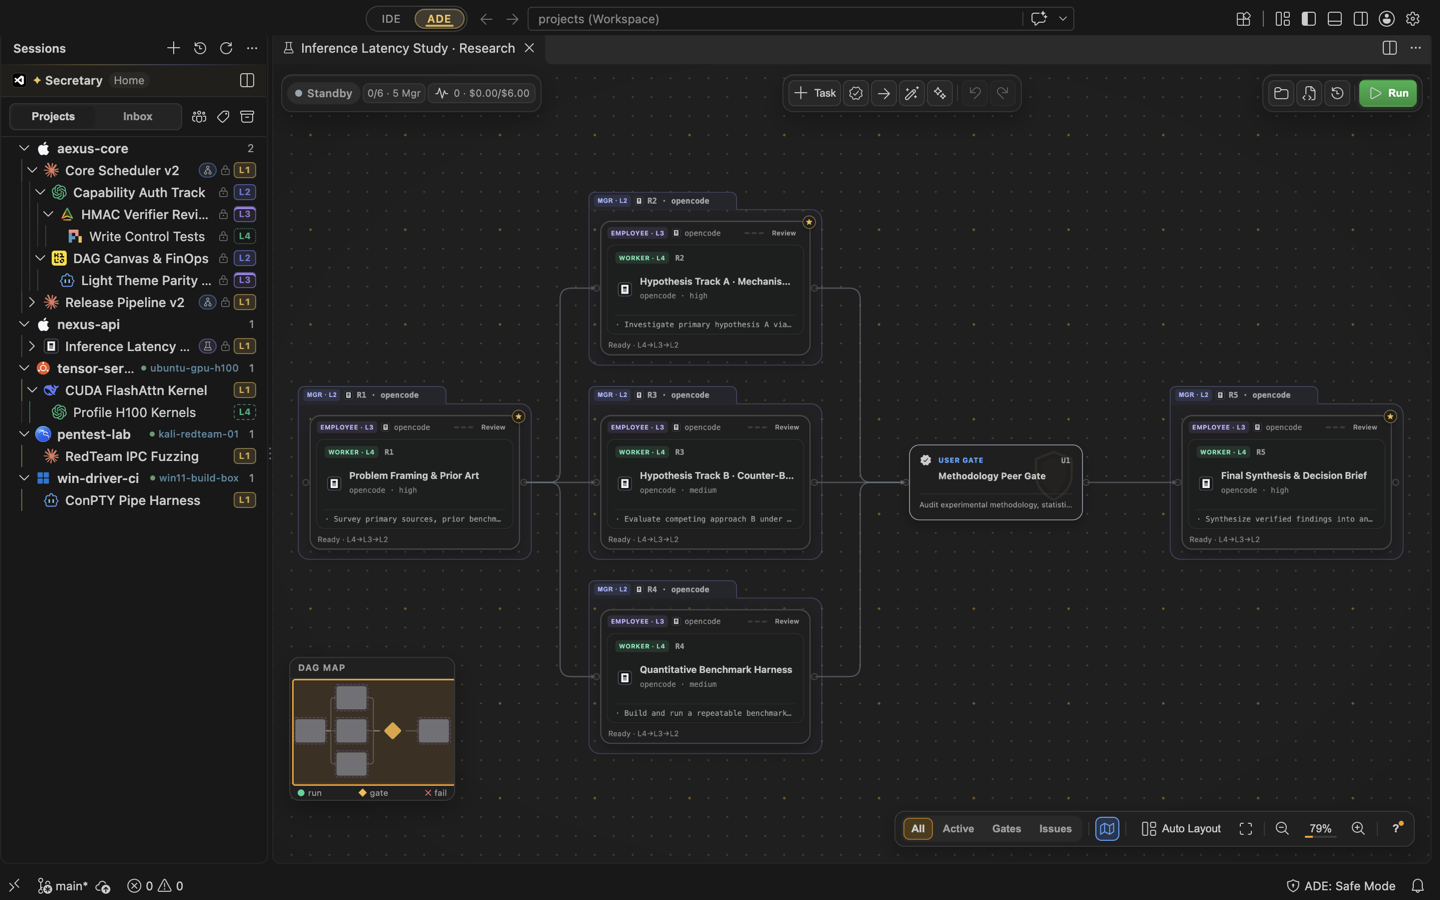 IDE
ADE
projects (Workspace)
Sessions
Inference Latency Study · Research
Secretary Home
Standby
0/6 · 5 Mgr
0 · $0.00/$6.00
Task
Run
Projects
Inbox
aexus-core 2
Core Scheduler v2 L1
Capability Auth Track L2
HMAC Verifier Revi... L3
Write Control Tests L4
DAG Canvas & FinOps L2
Light Theme Parity ... L3
Release Pipeline v2 L1
nexus-api 1
Inference Latency ... L1
tensor-ser... ubuntu-gpu-h100 1
CUDA FlashAttn Kernel L1
Profile H100 Kernels L4
pentest-lab kali-redteam-01 1
RedTeam IPC Fuzzing L1
win-driver-ci win11-build-box 1
ConPTY Pipe Harness L1
MGR · L2 R1 · opencode
EMPLOYEE · L3 opencode Review
WORKER · L4 R1
Problem Framing & Prior Art
opencode · high
· Survey primary sources, prior benchm…
Ready · L4→L3→L2
MGR · L2 R2 · opencode
EMPLOYEE · L3 opencode Review
WORKER · L4 R2
Hypothesis Track A · Mechanis...
opencode · high
· Investigate primary hypothesis A via…
Ready · L4→L3→L2
MGR · L2 R3 · opencode
EMPLOYEE · L3 opencode Review
WORKER · L4 R3
Hypothesis Track B · Counter-B...
opencode · medium
· Evaluate competing approach B under …
Ready · L4→L3→L2
MGR · L2 R4 · opencode
EMPLOYEE · L3 opencode Review
WORKER · L4 R4
Quantitative Benchmark Harness
opencode · medium
· Build and run a repeatable benchmark…
Ready · L4→L3→L2
USER GATE U1
Methodology Peer Gate
Audit experimental methodology, statisti...
MGR · L2 R5 · opencode
EMPLOYEE · L3 opencode Review
WORKER · L4 R5
Final Synthesis & Decision Brief
opencode · high
· Synthesize verified findings into an…
Ready · L4→L3→L2
DAG MAP
run
gate
fail
All
Active
Gates
Issues
Auto Layout
79%
?
main*
0
0
ADE: Safe Mode